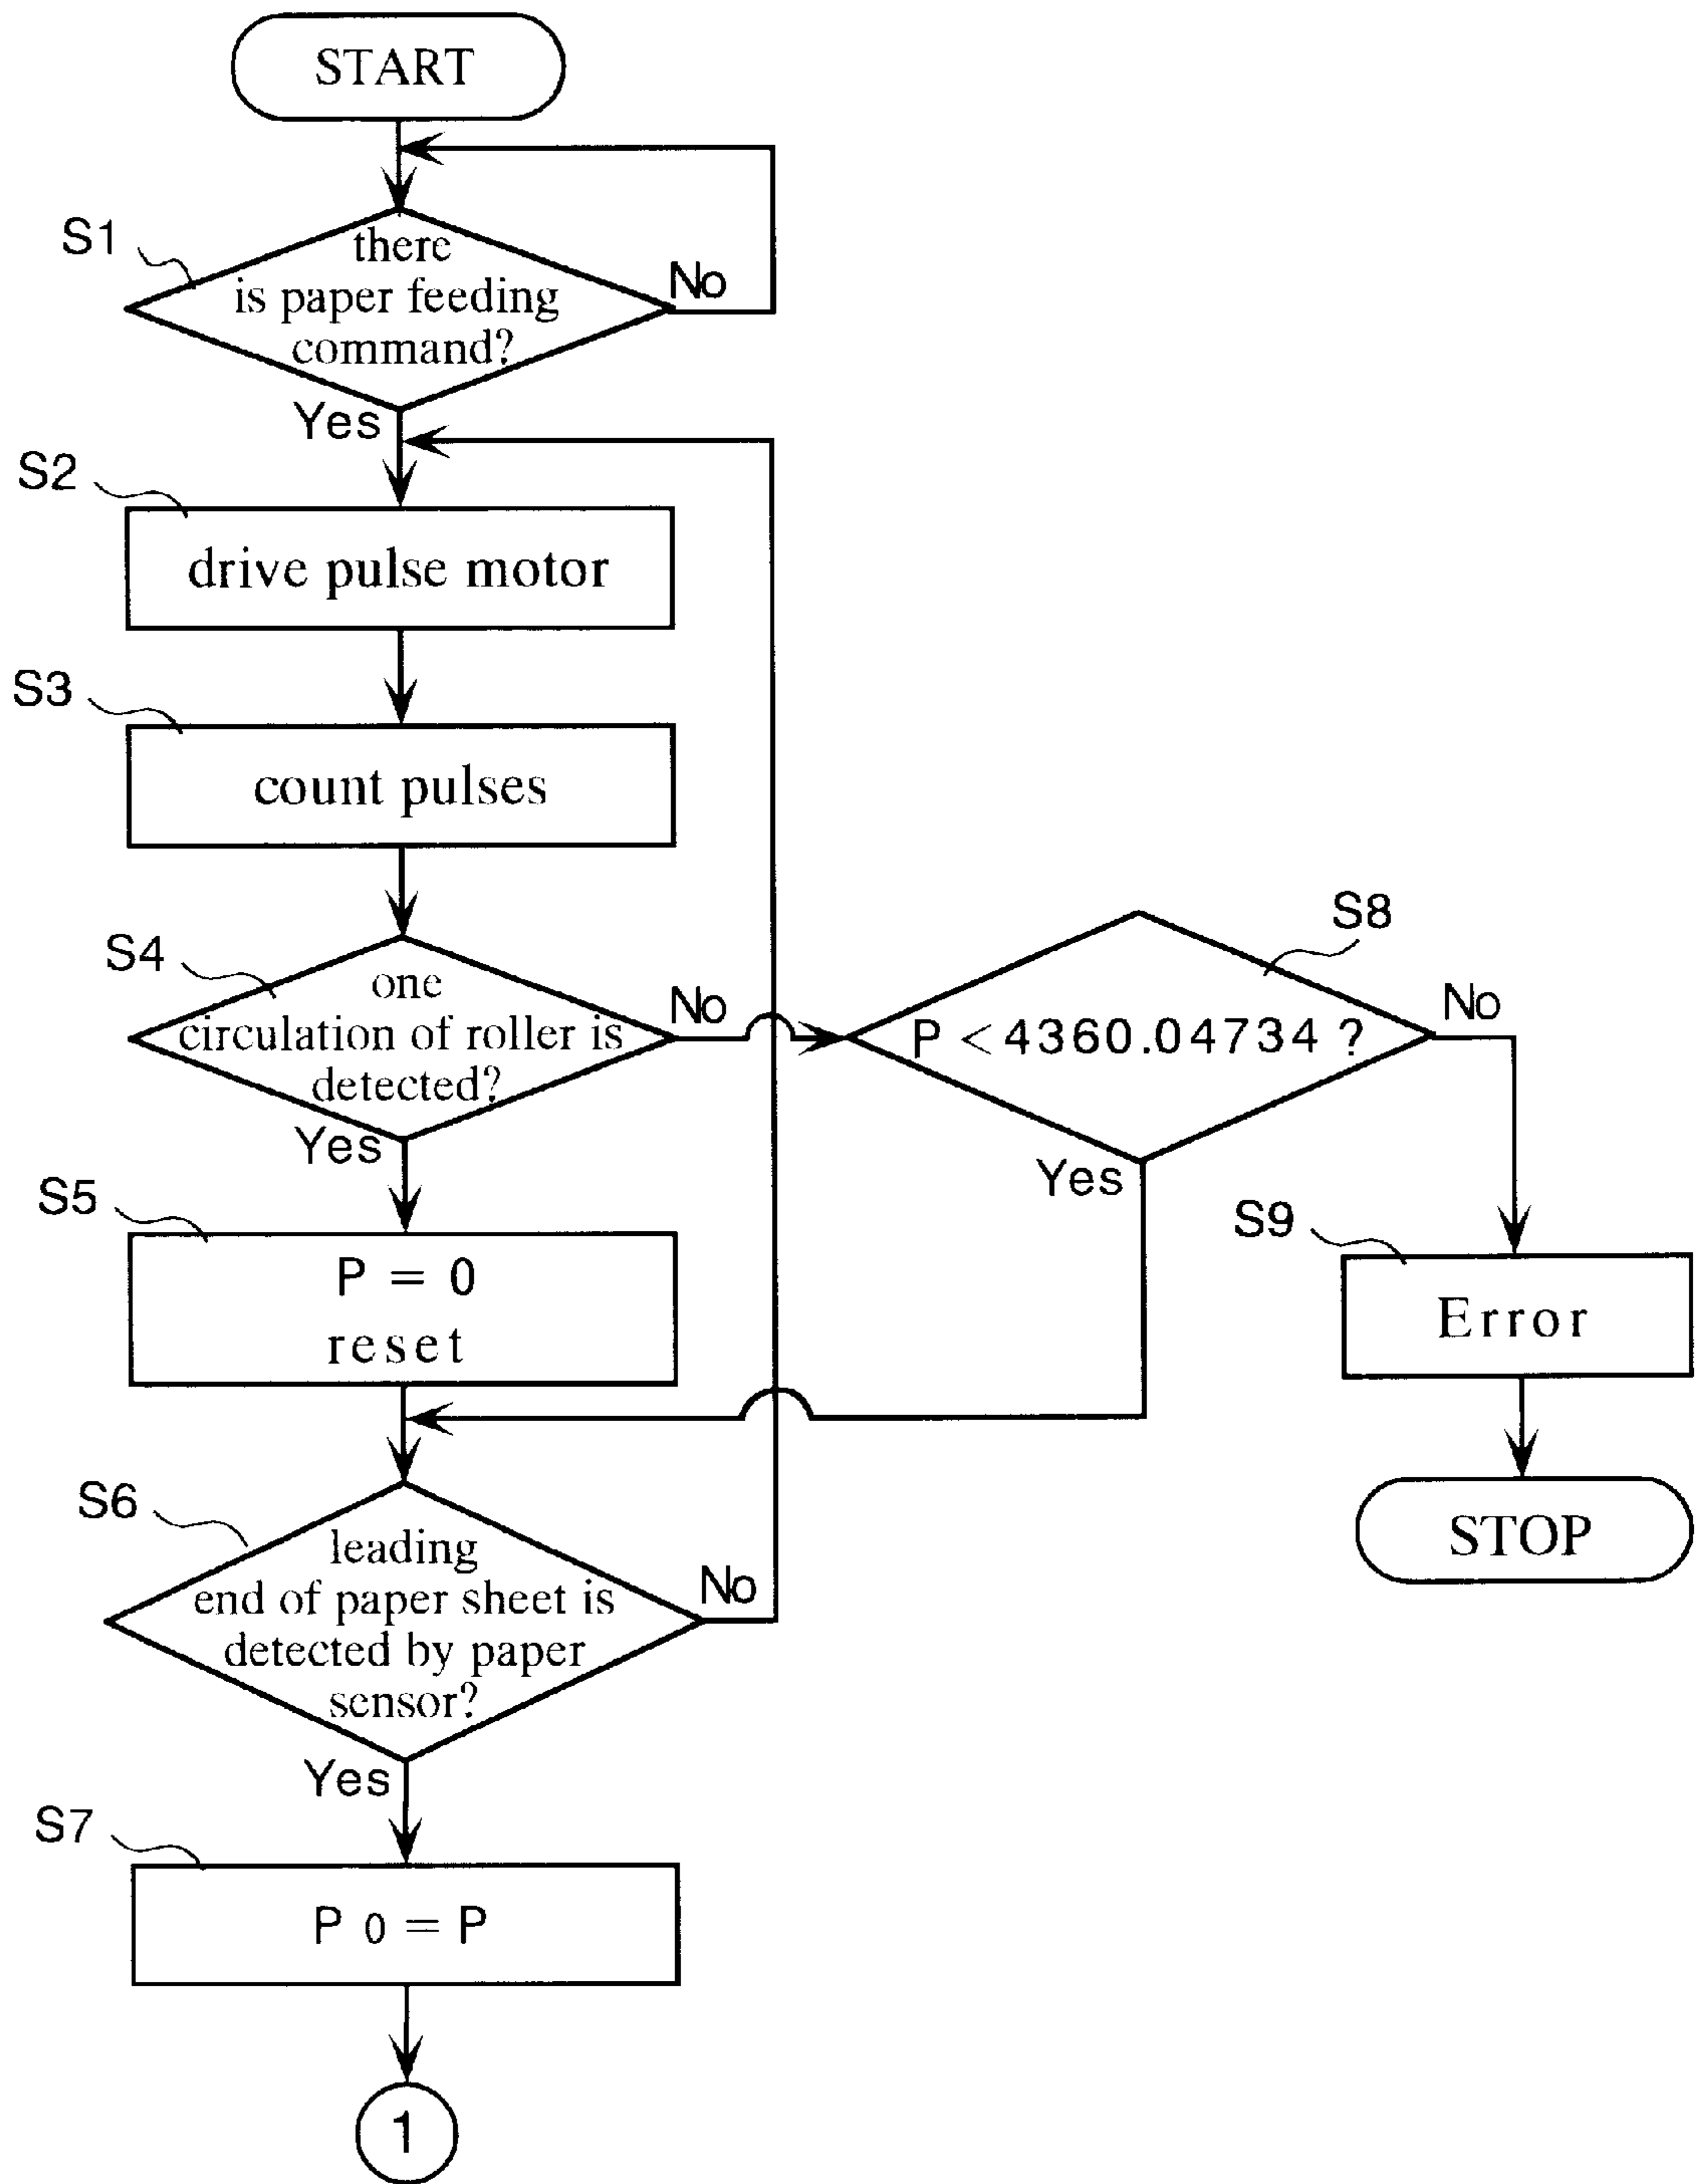 START
S1
there
is paper feeding
command?
No
Yes
S2
drive pulse motor
S3
count pulses
S4
one
circulation of roller is
detected?
No
Yes
S8
P < 4360.04734 ?
No
Yes
S5
P = 0
reset
S9
Error
STOP
S6
leading
end of paper sheet is
detected by paper
sensor?
No
Yes
S7
P 0 = P
1